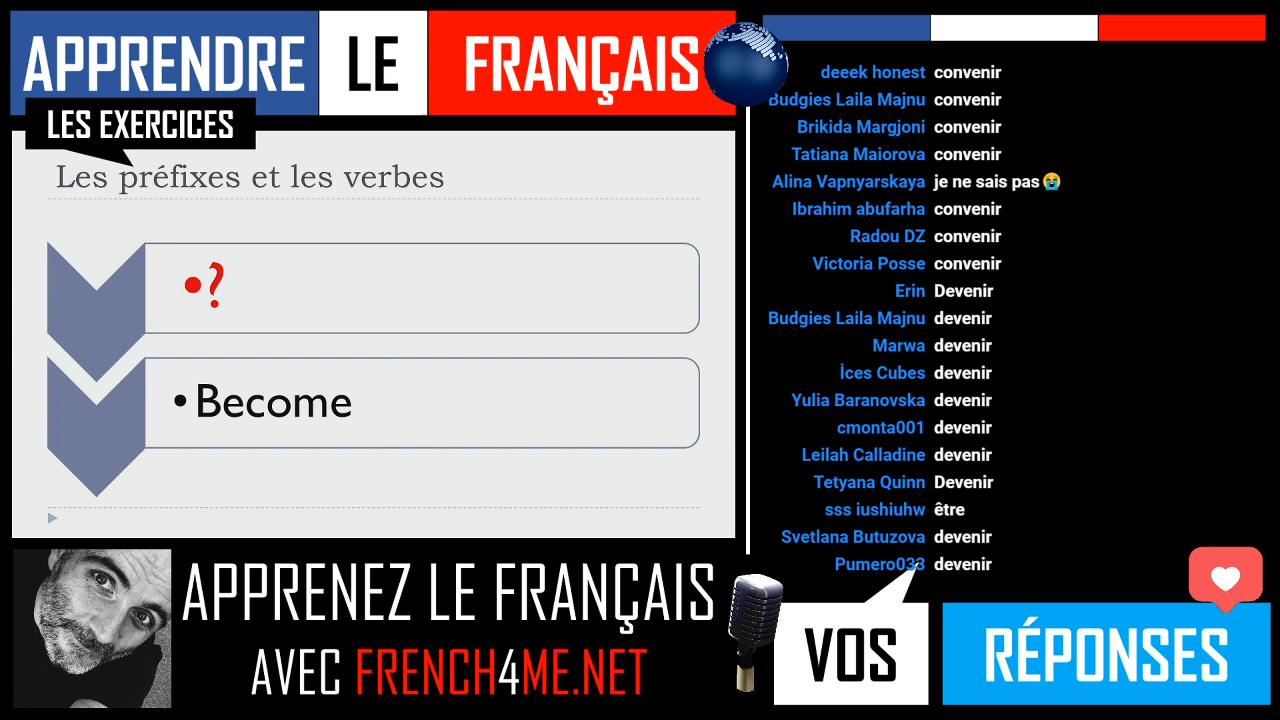 APPRENDRE LE FRANÇAIS
LES EXERCICES
Les préfixes et les verbes
•?
•Become
APPRENEZ LE FRANÇAIS
AVEC FRENCH4ME.NET
deeek honest convenir
Budgies Laila Majnu convenir
Brikida Margjoni convenir
Tatiana Maiorova convenir
Alina Vapnyarskaya je ne sais pas😭
Ibrahim abufarha convenir
Radou DZ convenir
Victoria Posse convenir
Erin Devenir
Budgies Laila Majnu devenir
Marwa devenir
İces Cubes devenir
Yulia Baranovska devenir
cmonta001 devenir
Leilah Calladine devenir
Tetyana Quinn Devenir
sss iushiuhw être
Svetlana Butuzova devenir
Pumero033 devenir
VOS RÉPONSES